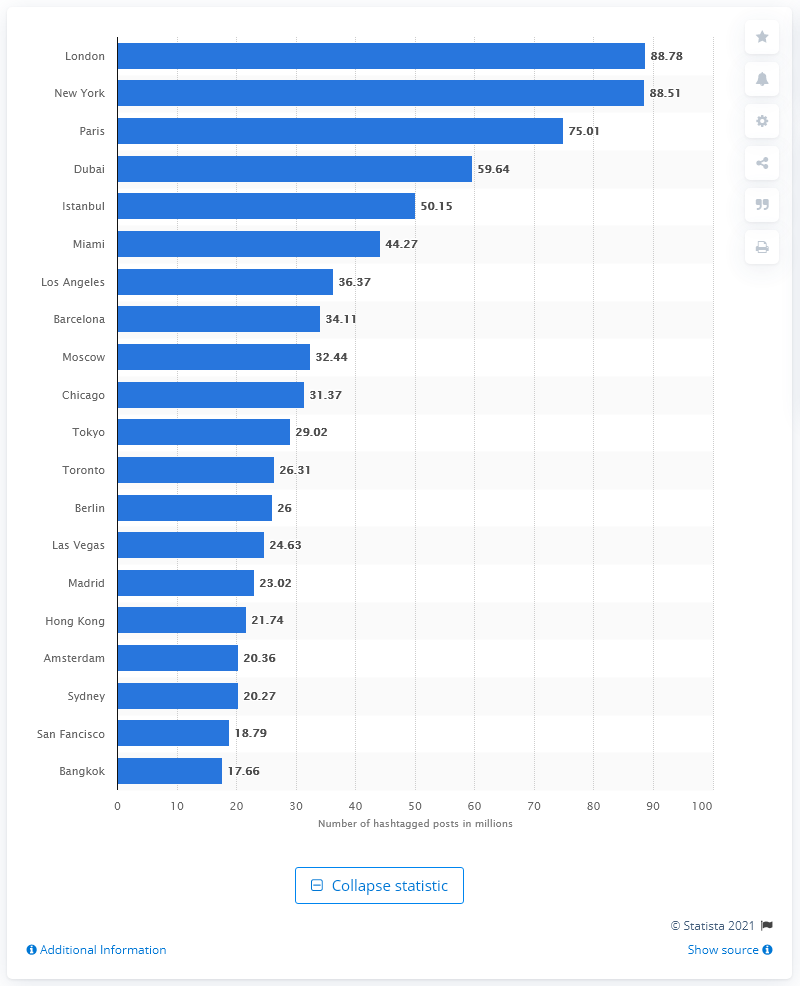 London 88.78
New York 88.51
Paris 75.01
Dubai 59.64
Istanbul 50.15
Miami 44.27
Los Angeles 36.37
Barcelona 34.11
Moscow 32.44
Chicago 31.37
Tokyo 29.02
Toronto 26.31
Berlin 26
Las Vegas 24.63
Madrid 23.02
Hong Kong 21.74
Amsterdam 20.36
Sydney 20.27
San Fancisco 18.79
Bangkok 17.66
0 10 20 30 40 50 60 70 80 90 100
Number of hashtagged posts in millions
Collapse statistic
© Statista 2021
Additional Information Show source